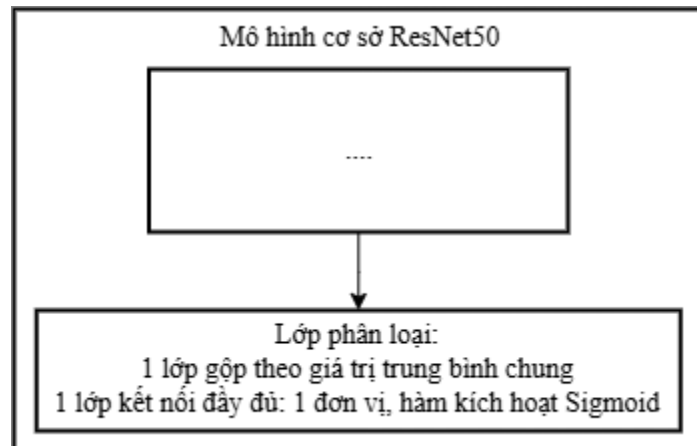 Mô hình cơ sở ResNet50
....
Lớp phân loại:
1 lớp gộp theo giá trị trung bình chung
1 lớp kết nối đầy đủ: 1 đơn vị, hàm kích hoạt Sigmoid